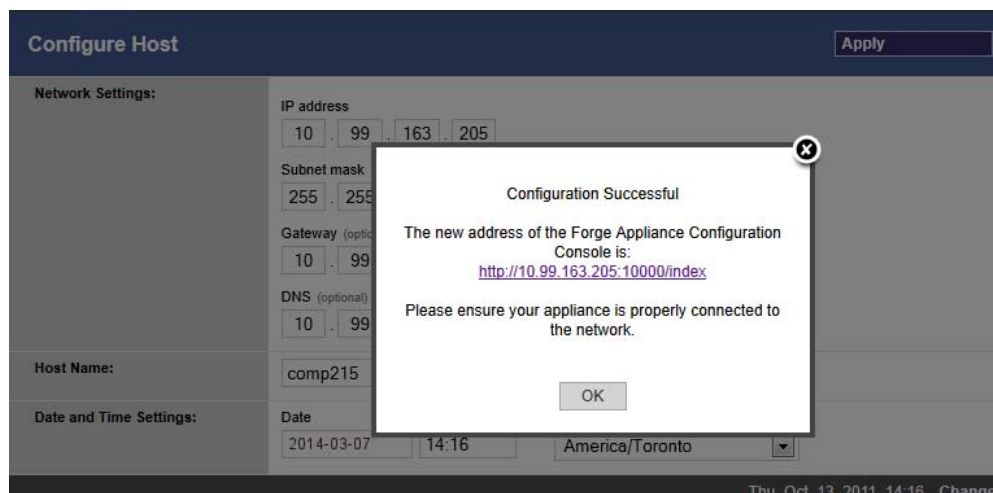 Configure Host
Apply
Network Settings:
IP address
10 . 99 . 163 . 205
Subnet mask
255 . 255
Gateway (optio
10 . 99
DNS (optional)
10 . 99
Configuration Successful
The new address of the Forge Appliance Configuration
Console is:
http://10.99.163.205:10000/index
Please ensure your appliance is properly connected to
the network.
OK
Host Name:
comp215
Date and Time Settings:
Date
2014-03-07
14:16
America/Toronto
Thu, Oct, 13, 2011, 14:16 Change